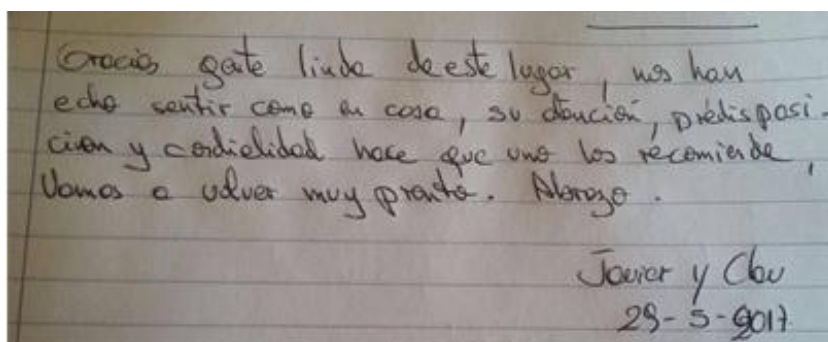 Gracias gente linda de este lugar, nos han
echo sentir como en casa, su atención, predisposi-
cion y cordialidad hace que uno los recomiende,
Vamos a volver muy pronto. Abrazo.
Javier y Clau
29-5-2017